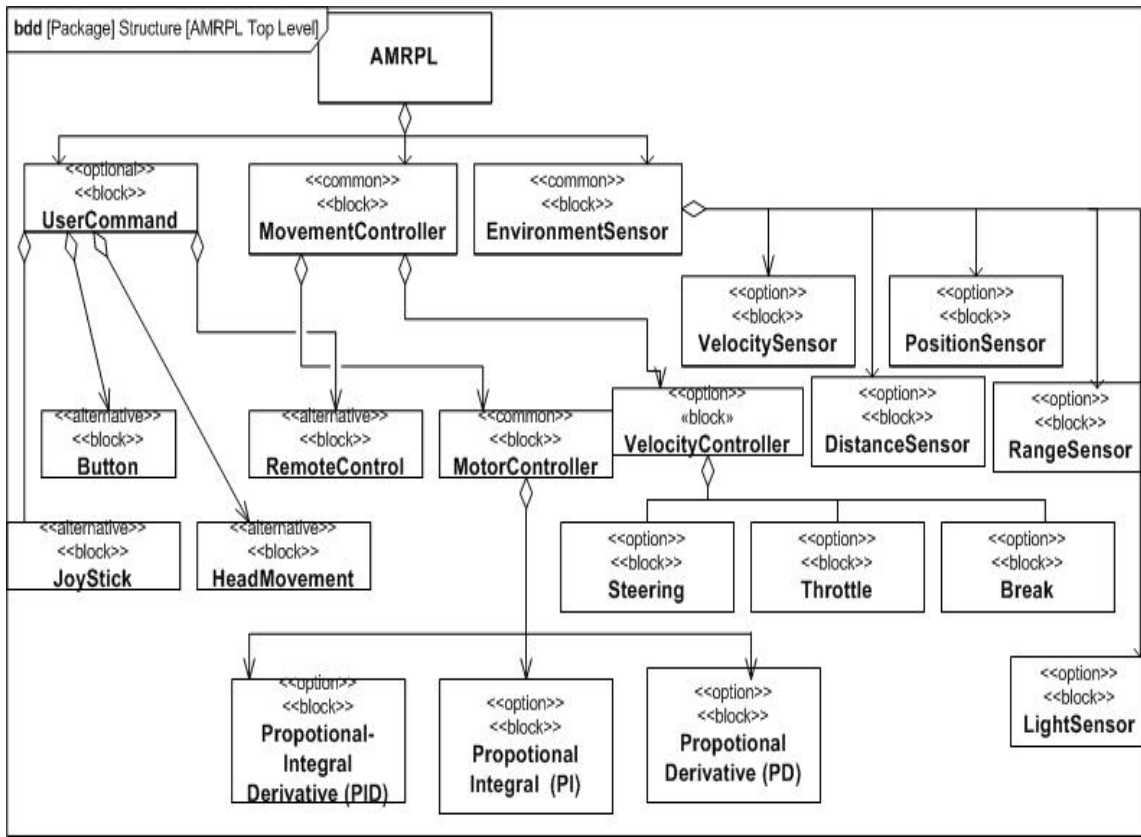 bdd [Package] Structure [AMRPL Top Level]
AMRPL
<<optional>>
<<block>>
UserCommand
<<common>>
<<block>>
MovementController
<<common>>
<<block>>
EnvironmentSensor
<<option>>
<<block>>
VelocitySensor
<<option>>
<<block>>
PositionSensor
<<alternative>>
<<block>>
Button
<<alternative>>
<<block>>
RemoteControl
<<common>>
<<block>>
MotorController
<<option>>
«block»
VelocityController
<<option>>
<<block>>
DistanceSensor
<<option>>
<<block>>
RangeSensor
<<alternative>>
<<block>>
JoyStick
<<alternative>>
<<block>>
HeadMovement
<<option>>
<<block>>
Steering
<<option>>
<<block>>
Throttle
<<option>>
<<block>>
Break
<<option>>
<<block>>
Propotional-
Integral
Derivative (PID)
<<option>>
<<block>>
Propotional
Integral (PI)
<<option>>
<<block>>
Propotional
Derivative (PD)
<<option>>
<<block>>
LightSensor